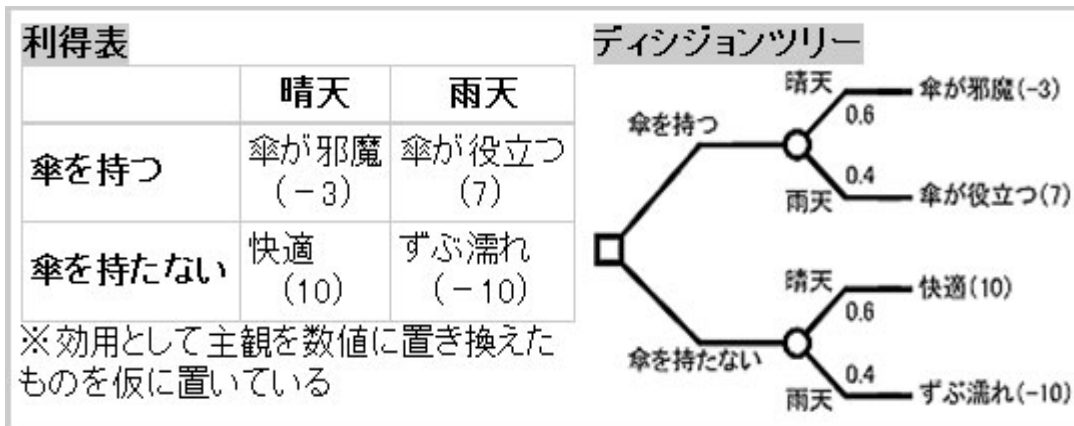 利得表
晴天 雨天
傘を持つ
傘が邪魔
(-3)
傘が役立つ
(7)
傘を持たない
快適
(10)
ずぶ濡れ
(-10)
※効用として主観を数値に置き換えた
ものを仮に置いている
ディシジョンツリー
傘を持つ
晴天
0.6
傘が邪魔(-3)
0.4
雨天
傘が役立つ(7)
傘を持たない
晴天
0.6
快適(10)
0.4
雨天
ずぶ濡れ(-10)